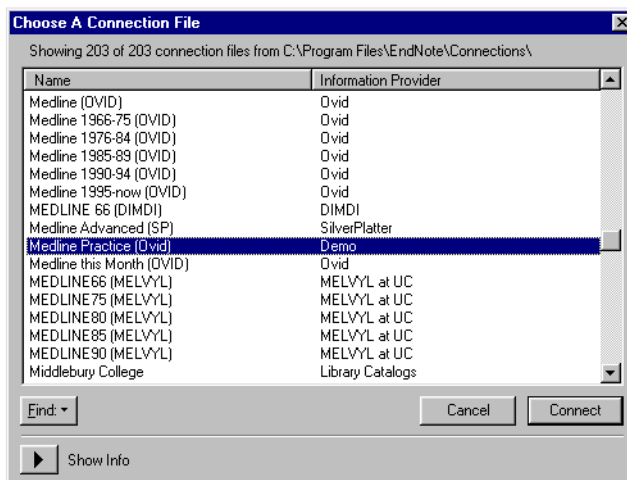 Choose A Connection File
Showing 203 of 203 connection files from C:\Program Files\EndNote\Connections\
Name Information Provider
Medline (OVID) Ovid
Medline 1966-75 (OVID) Ovid
Medline 1976-84 (OVID) Ovid
Medline 1985-89 (OVID) Ovid
Medline 1990-94 (OVID) Ovid
Medline 1995-now (OVID) Ovid
MEDLINE 66 (DIMDI) DIMDI
Medline Advanced (SP) SilverPlatter
Medline Practice (Ovid) Demo
Medline this Month (OVID) Ovid
MEDLINE66 (MELVYL) MELVYL at UC
MEDLINE75 (MELVYL) MELVYL at UC
MEDLINE80 (MELVYL) MELVYL at UC
MEDLINE85 (MELVYL) MELVYL at UC
MEDLINE90 (MELVYL) MELVYL at UC
Middlebury College Library Catalogs
Find: Cancel Connect
Show Info